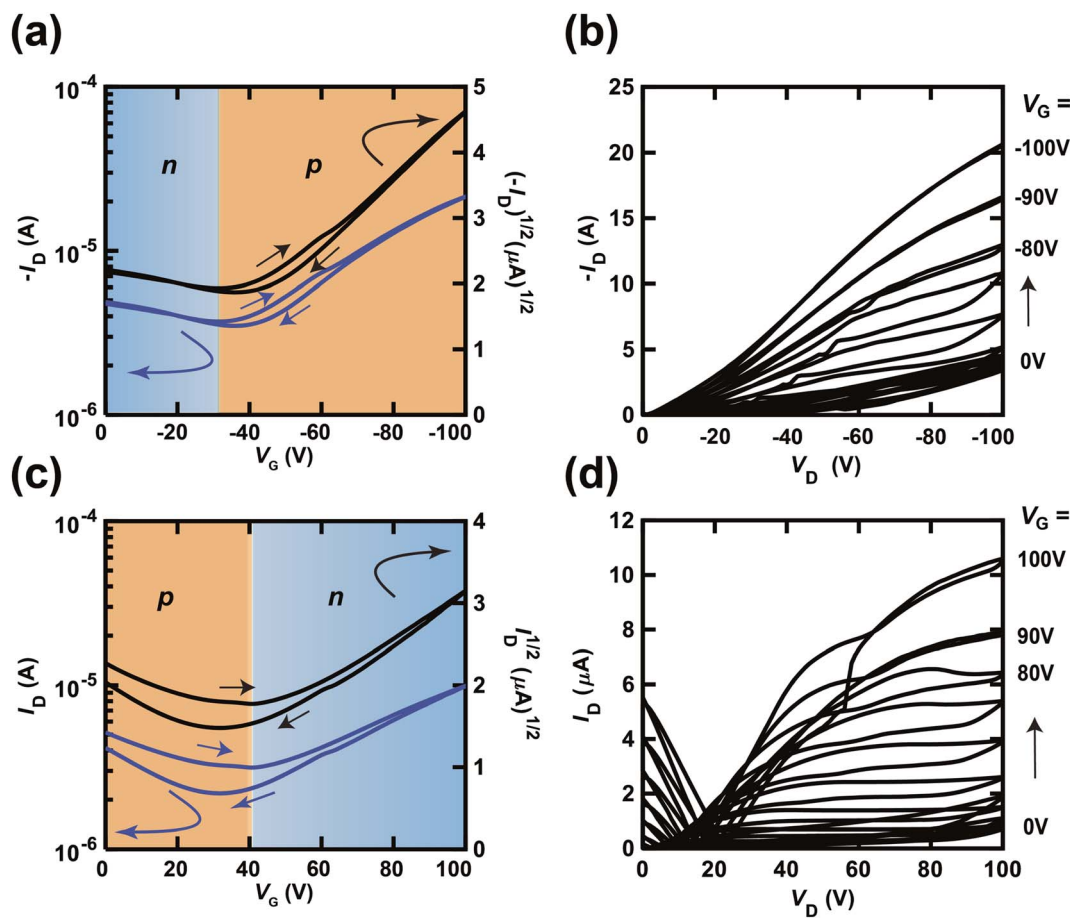 (a)
10⁻⁴
10⁻⁵
10⁻⁶
-I_D (A)
n
p
5
4
3
2
1
0
(-I_D)^1/2 (μA)^1/2
0
-20
-40
-60
-80
-100
V_G (V)
(b)
25
20
15
10
5
0
-I_D (A)
V_G =
-100V
-90V
-80V
0V
0
-20
-40
-60
-80
-100
V_D (V)
(c)
10⁻⁴
10⁻⁵
10⁻⁶
I_D (A)
p
n
4
3
2
1
0
I_D^1/2 (μA)^1/2
0
20
40
60
80
100
V_G (V)
(d)
12
10
8
6
4
2
0
I_D (μA)
V_G =
100V
90V
80V
0V
0
20
40
60
80
100
V_D (V)